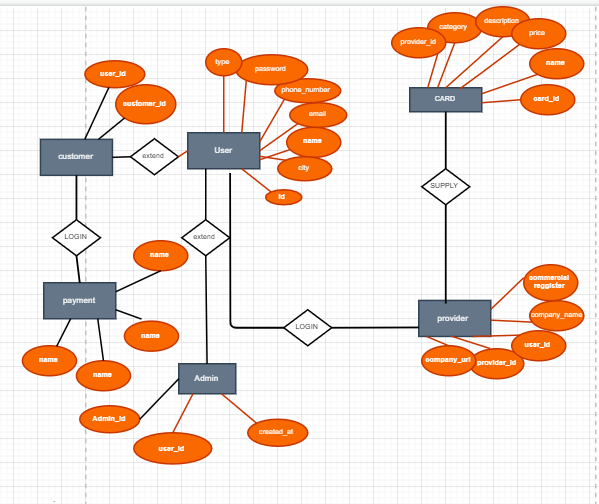 category
description
provider_id
price
type
password
name
user_id
phone_number
customer_id
CARD
card_id
email
User
name
customer
extend
city
SUPPLY
id
LOGIN
extend
name
commercial
reggister
payment
company_name
provider
LOGIN
name
user_id
name
company_url
provider_id
name
Admin
Admin_id
created_at
user_id